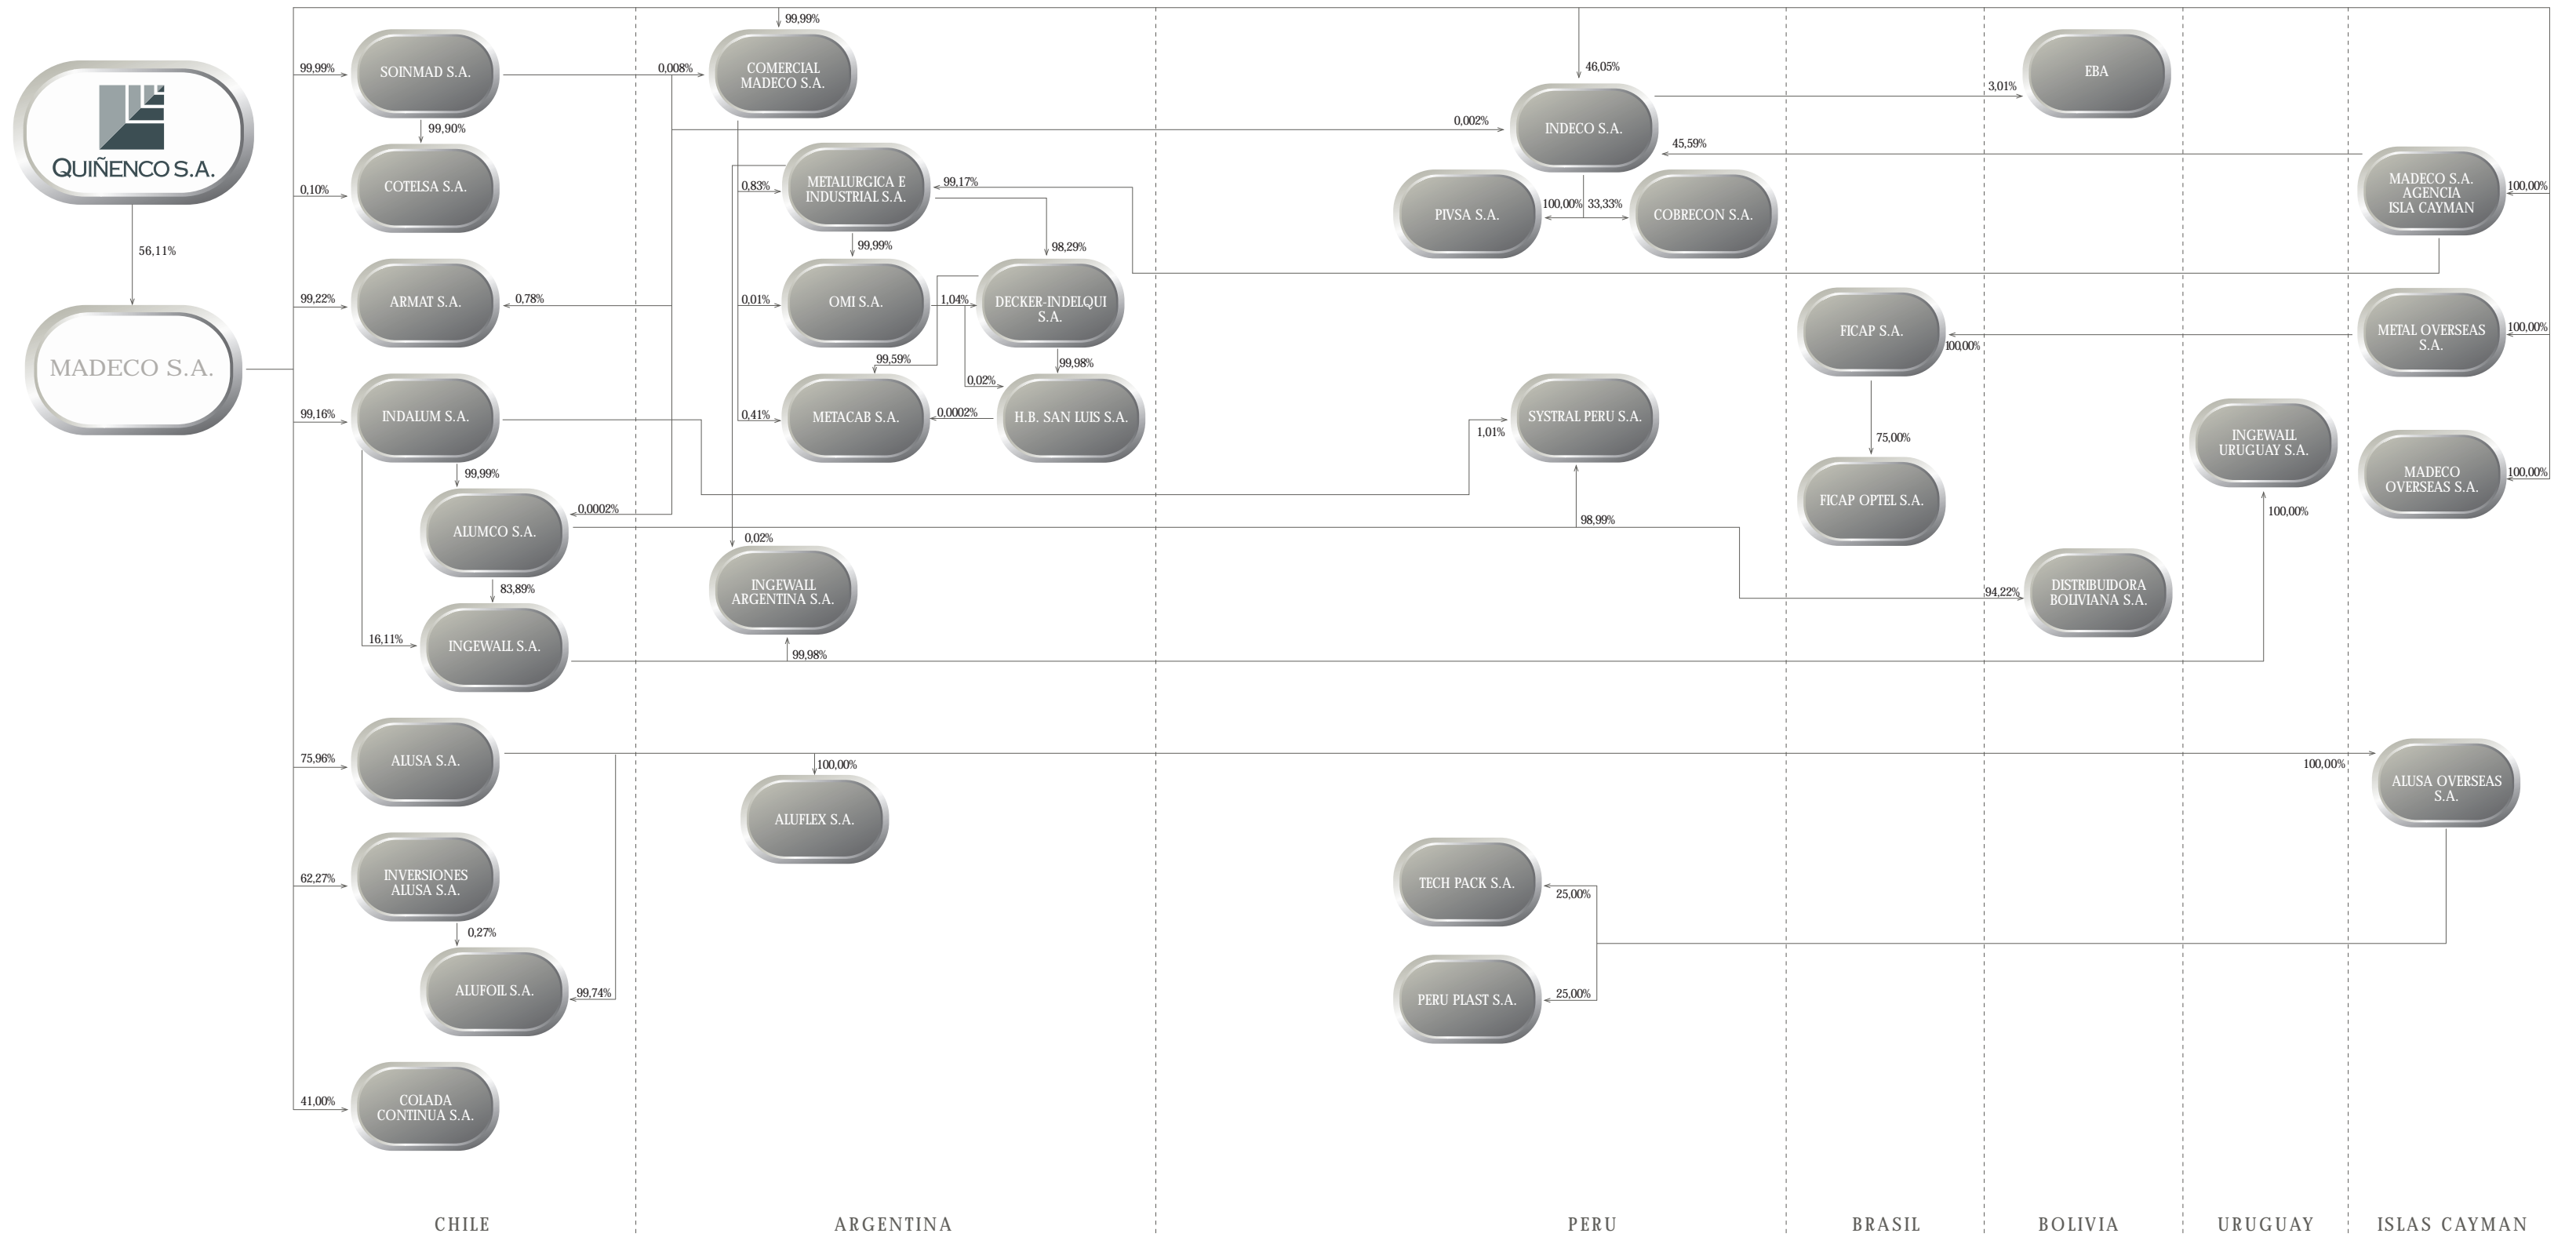 QUIÑENCO S.A.
56,11%
MADECO S.A.
99,99%
SOINMAD S.A.
99,90%
0,10%
COTELSA S.A.
99,22%
ARMAT S.A.
0,78%
99,16%
INDALUM S.A.
99,99%
0,0002%
ALUMCO S.A.
83,89%
16,11%
INGEWALL S.A.
75,96%
ALUSA S.A.
62,27%
INVERSIONES
ALUSA S.A.
0,27%
ALUFOIL S.A.
99,74%
41,00%
COLADA
CONTINUA S.A.
CHILE
99,99%
0,008%
COMERCIAL
MADECO S.A.
0,83%
METALURGICA E
INDUSTRIAL S.A.
99,17%
99,99%
98,29%
0,01%
OMI S.A.
1,04%
DECKER-INDELQUI
S.A.
99,59%
99,98%
0,02%
0,41%
METACAB S.A.
0,0002%
H.B. SAN LUIS S.A.
0,02%
INGEWALL
ARGENTINA S.A.
99,98%
100,00%
ALUFLEX S.A.
ARGENTINA
46,05%
0,002%
INDECO S.A.
45,59%
PIVSA S.A.
100,00%
33,33%
COBRECON S.A.
SYSTRAL PERU S.A.
1,01%
98,99%
TECH PACK S.A.
25,00%
PERU PLAST S.A.
25,00%
PERU
FICAP S.A.
100,00%
75,00%
FICAP OPTEL S.A.
BRASIL
3,01%
EBA
94,22%
DISTRIBUIDORA
BOLIVIANA S.A.
BOLIVIA
INGEWALL
URUGUAY S.A.
100,00%
URUGUAY
MADECO S.A.
AGENCIA
ISLA CAYMAN
100,00%
METAL OVERSEAS
S.A.
100,00%
MADECO
OVERSEAS S.A.
100,00%
100,00%
ALUSA OVERSEAS
S.A.
ISLAS CAYMAN